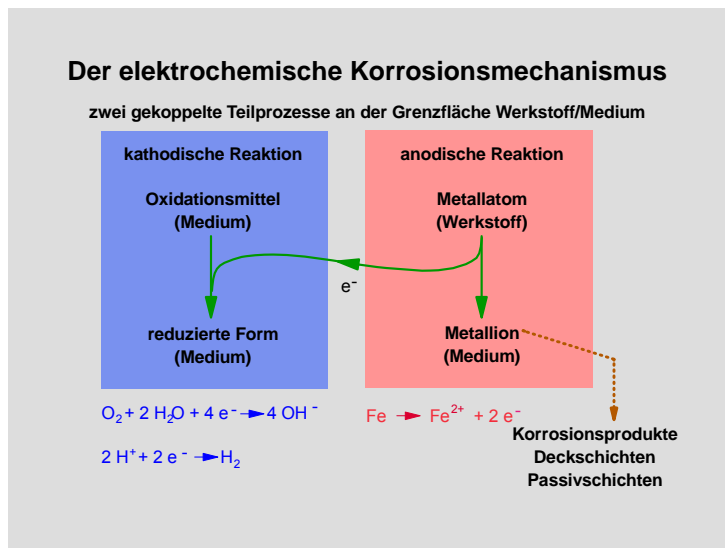 Der elektrochemische Korrosionsmechanismus
zwei gekoppelte Teilprozesse an der Grenzfläche Werkstoff/Medium
kathodische Reaktion
Oxidationsmittel
(Medium)
reduzierte Form
(Medium)
anodische Reaktion
Metallatom
(Werkstoff)
e⁻
Metallion
(Medium)
O₂ + 2 H₂O + 4 e⁻ → 4 OH⁻
2 H⁺ + 2 e⁻ → H₂
Fe → Fe²⁺ + 2 e⁻
Korrosionsprodukte
Deckschichten
Passivschichten